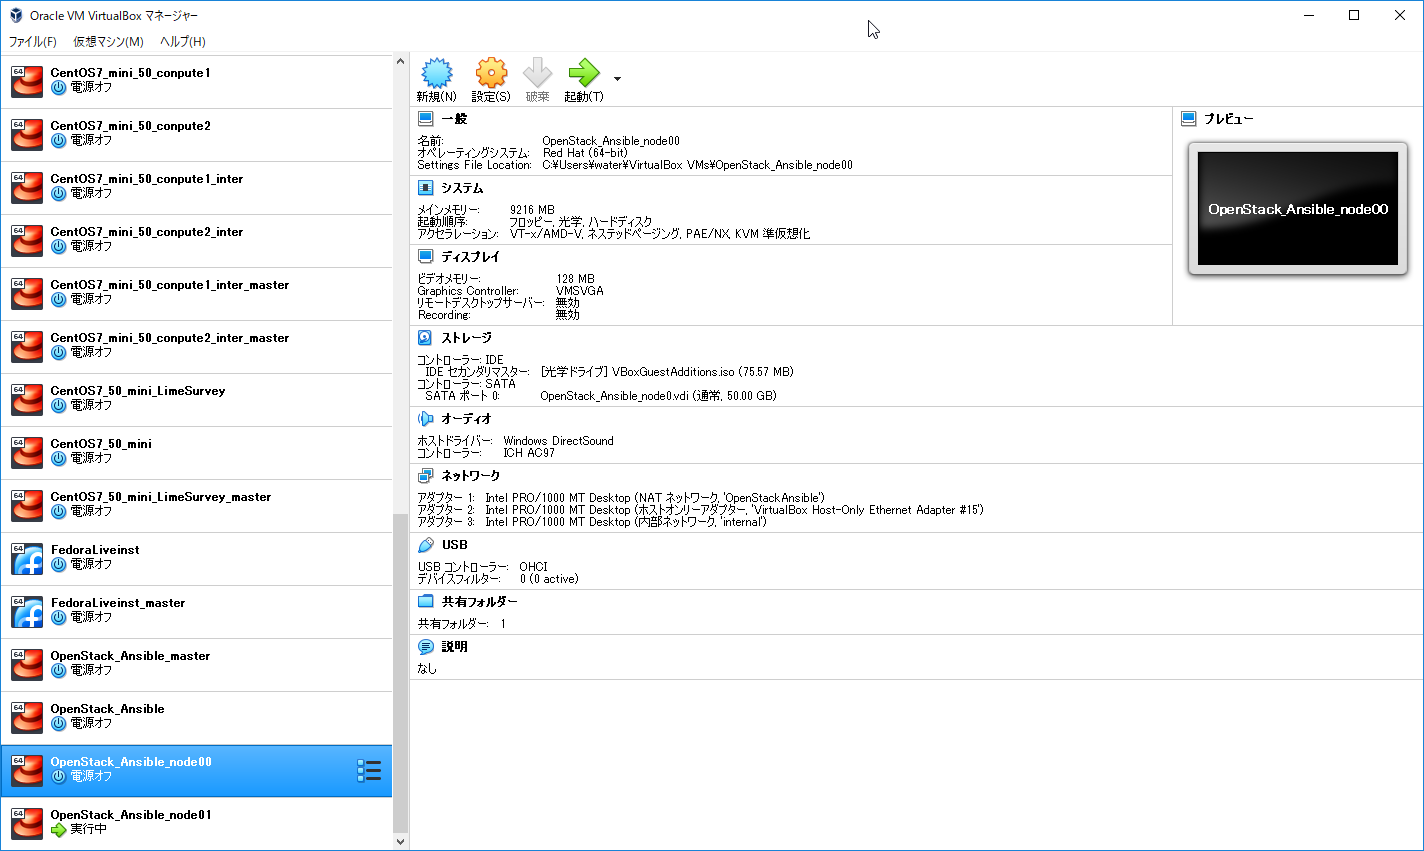 Oracle VM VirtualBox マネージャー
ファイル(F) 仮想マシン(M) ヘルプ(H)
64 CentOS7_mini_50_conpute1
電源オフ
64 CentOS7_mini_50_conpute2
電源オフ
64 CentOS7_mini_50_conpute1_inter
電源オフ
64 CentOS7_mini_50_conpute2_inter
電源オフ
64 CentOS7_mini_50_conpute1_inter_master
電源オフ
64 CentOS7_mini_50_conpute2_inter_master
電源オフ
64 CentOS7_50_mini_LimeSurvey
電源オフ
64 CentOS7_50_mini
電源オフ
64 CentOS7_50_mini_LimeSurvey_master
電源オフ
64 FedoraLiveinst
電源オフ
64 FedoraLiveinst_master
電源オフ
64 OpenStack_Ansible_master
電源オフ
64 OpenStack_Ansible
電源オフ
64 OpenStack_Ansible_node00
電源オフ
64 OpenStack_Ansible_node01
実行中
新規(N) 設定(S) 破棄 起動(T)
一般
名前: OpenStack_Ansible_node00
オペレーティングシステム: Red Hat (64-bit)
Settings File Location: C:¥Users¥water¥VirtualBox VMs¥OpenStack_Ansible_node00
システム
メインメモリー: 9216 MB
起動順序: フロッピー, 光学, ハードディスク
アクセラレーション: VT-x/AMD-V, ネステッドページング, PAE/NX, KVM 準仮想化
ディスプレイ
ビデオメモリー: 128 MB
Graphics Controller: VMSVGA
リモートデスクトップサーバー: 無効
Recording: 無効
ストレージ
コントローラー: IDE
IDE セカンダリマスター: [光学ドライブ] VBoxGuestAdditions.iso (75.57 MB)
コントローラー: SATA
SATA ポート 0: OpenStack_Ansible_node0.vdi (通常, 50.00 GB)
オーディオ
ホストドライバー: Windows DirectSound
コントローラー: ICH AC97
ネットワーク
アダプター 1: Intel PRO/1000 MT Desktop (NAT ネットワーク, 'OpenStackAnsible')
アダプター 2: Intel PRO/1000 MT Desktop (ホストオンリーアダプター, 'VirtualBox Host-Only Ethernet Adapter #15')
アダプター 3: Intel PRO/1000 MT Desktop (内部ネットワーク, 'internal')
USB
USB コントローラー: OHCI
デバイスフィルター: 0 (0 active)
共有フォルダー
共有フォルダー: 1
説明
なし
プレビュー
OpenStack_Ansible_node00